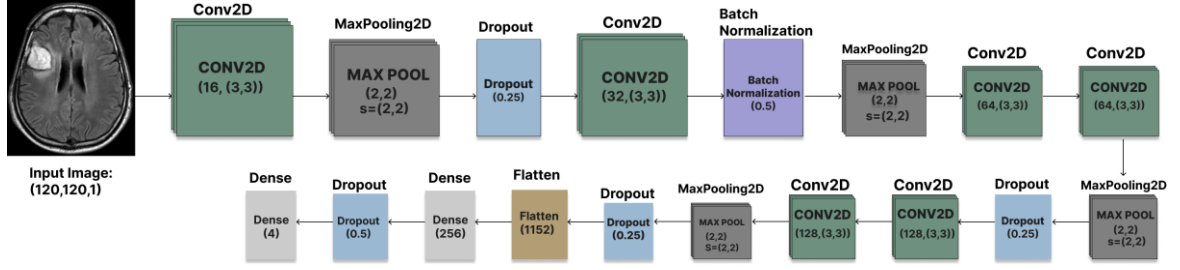 Conv2D
CONV2D
(16, (3,3))
MaxPooling2D
MAX POOL
(2,2)
s=(2,2)
Dropout
Dropout
(0.25)
Conv2D
CONV2D
(32,(3,3))
Batch
Normalization
Batch
Normalization
(0.5)
MaxPooling2D
MAX POOL
(2,2)
s=(2,2)
Conv2D
CONV2D
(64,(3,3))
Conv2D
CONV2D
(64,(3,3))
Input Image:
(120,120,1)
Dense
Dense
(4)
Dropout
Dropout
(0.5)
Dense
Dense
(256)
Flatten
Flatten
(1152)
Dropout
Dropout
(0.25)
MaxPooling2D
MAX POOL
(2,2)
S=(2,2)
Conv2D
CONV2D
(128,(3,3))
Conv2D
CONV2D
(128,(3,3))
Dropout
Dropout
(0.25)
MaxPooling2D
MAX POOL
(2,2)
s=(2,2)